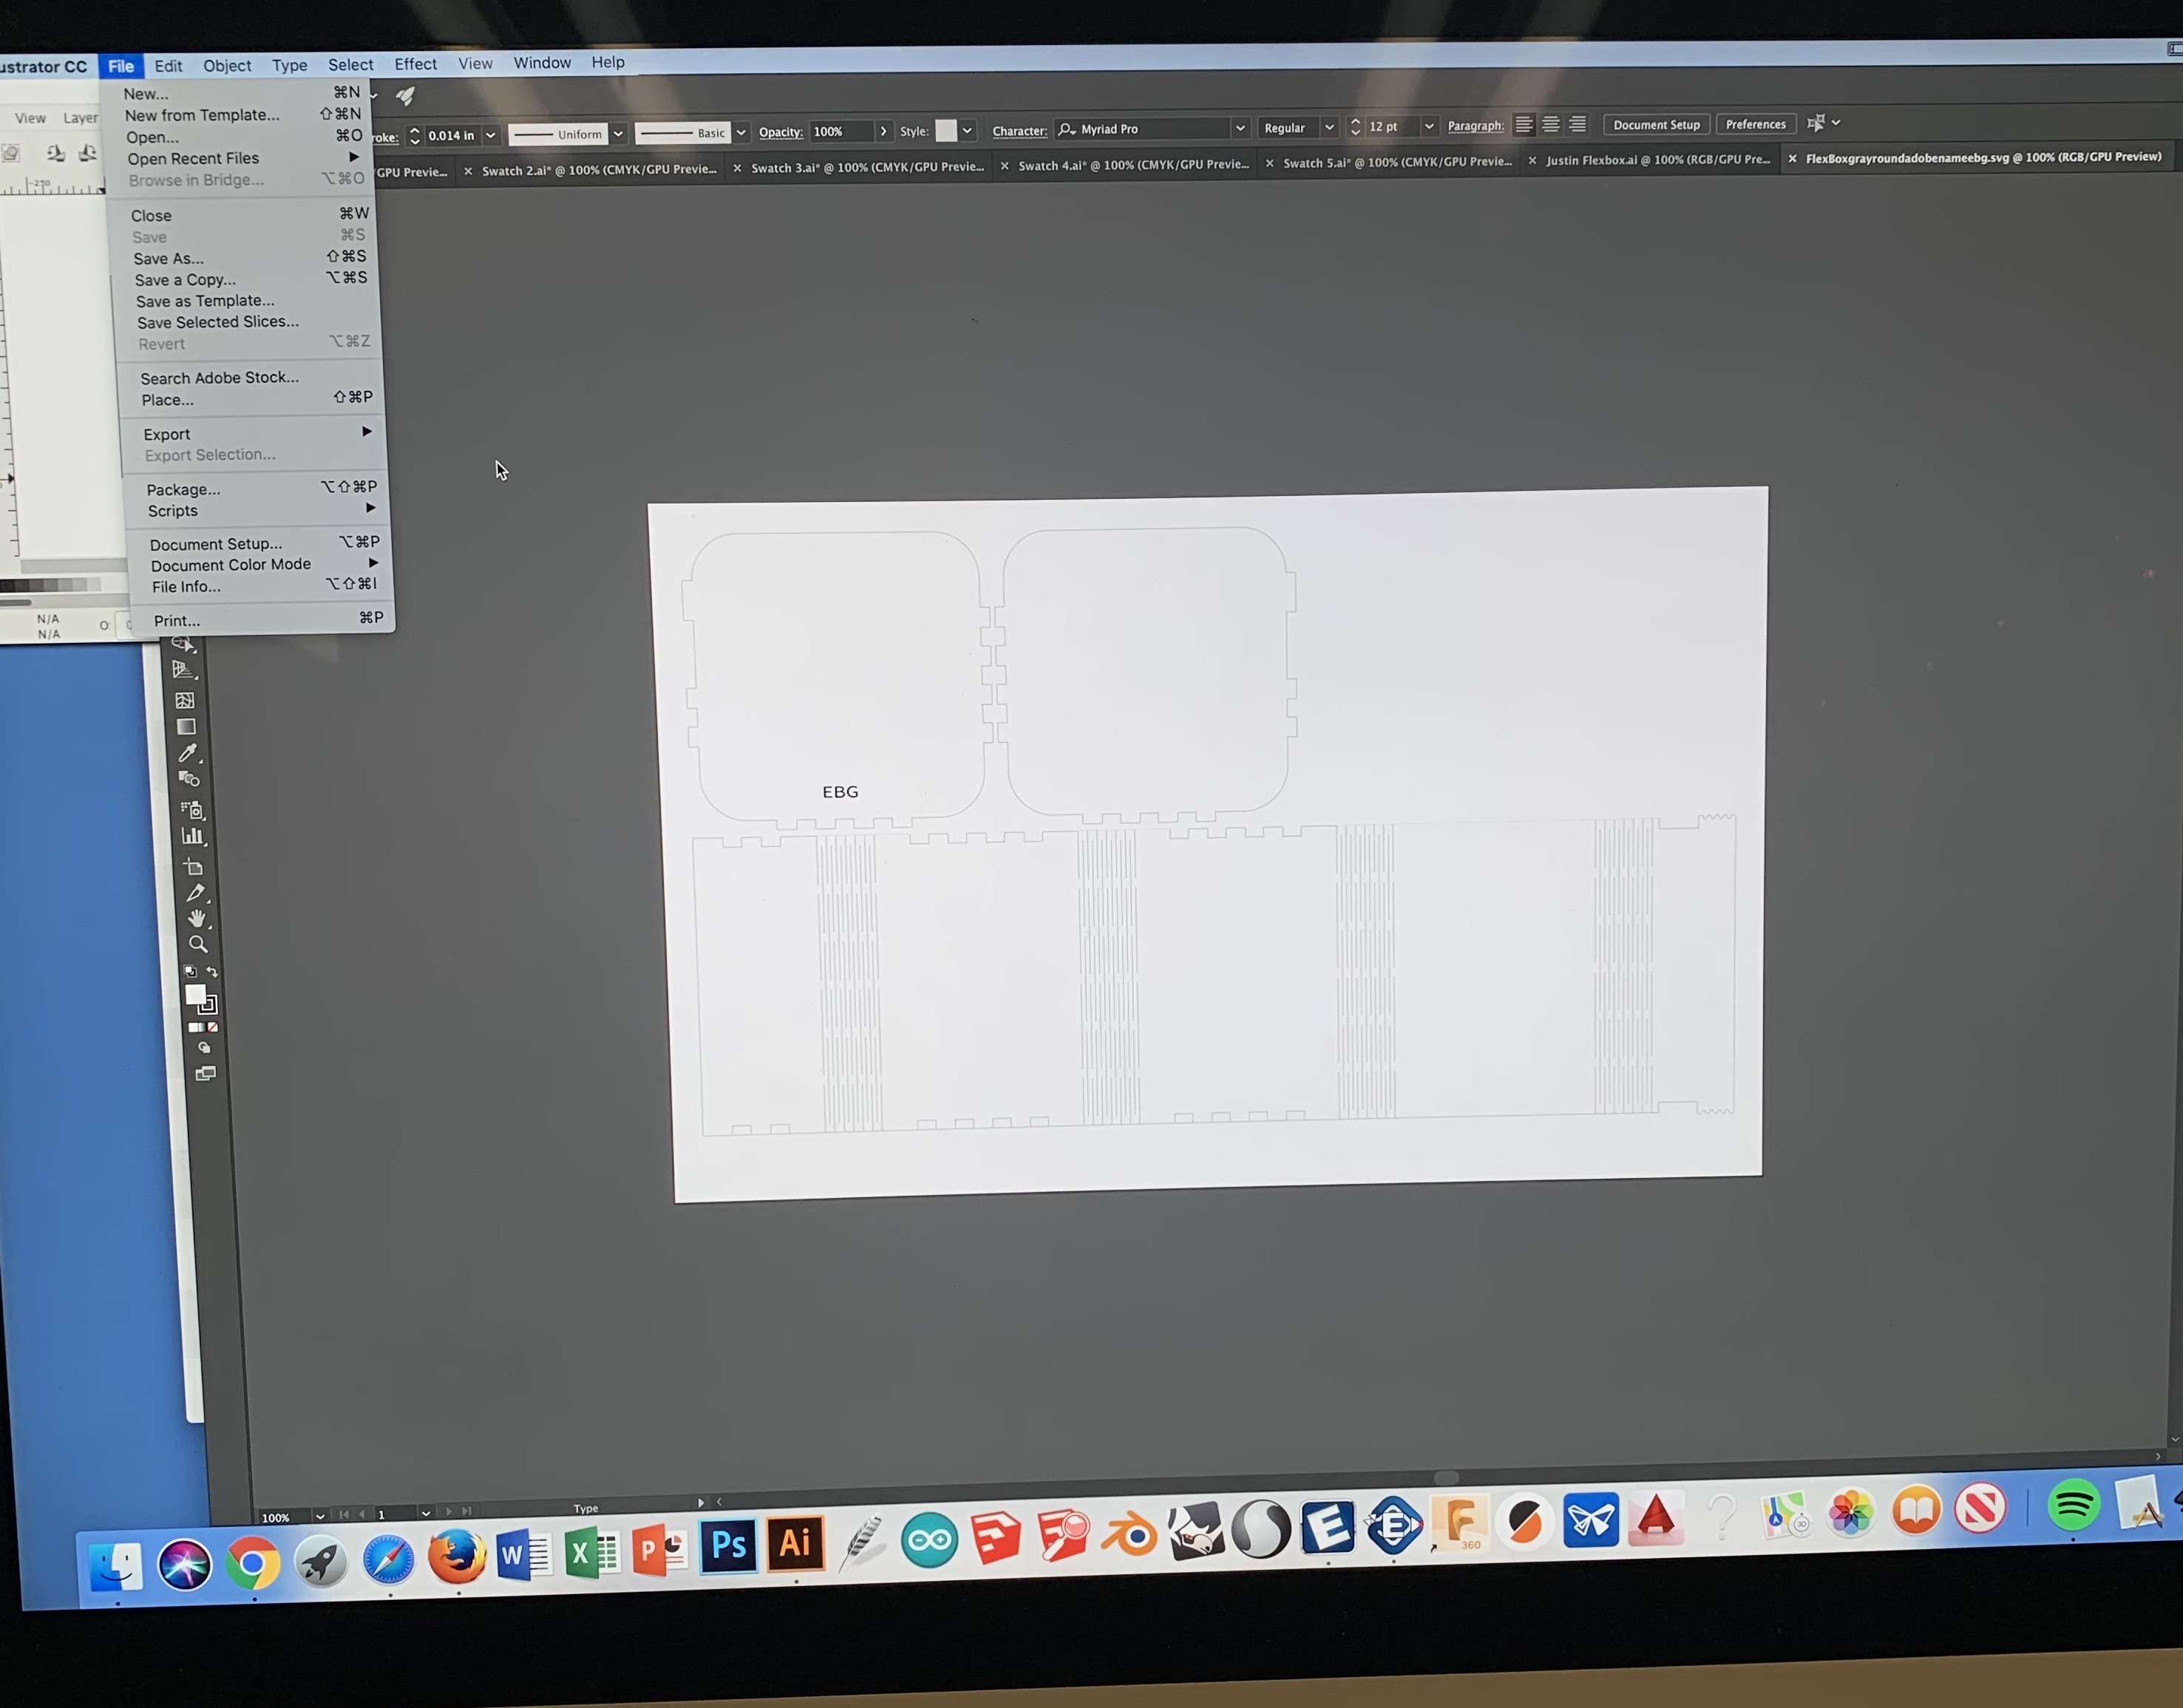 ustrator CC File Edit Object Type Select Effect View Window Help
New... ⌘N
New from Template... ⇧⌘N
Open... ⌘O
Open Recent Files ▶
Browse in Bridge... ⌥⌘O
Close ⌘W
Save ⌘S
Save As... ⇧⌘S
Save a Copy... ⌥⌘S
Save as Template...
Save Selected Slices...
Revert ⌥⌘Z
Search Adobe Stock...
Place... ⇧⌘P
Export ▶
Export Selection...
Package... ⌥⇧⌘P
Scripts ▶
Document Setup... ⌥⌘P
Document Color Mode ▶
File Info... ⌥⇧⌘I
Print... ⌘P
View Layer
-250
N/A
N/A
O:
roke: 0.014 in Uniform Basic Opacity: 100% Style: Character: Myriad Pro Regular 12 pt Paragraph: Document Setup Preferences
GPU Previe... × Swatch 2.ai* @ 100% (CMYK/GPU Previe... × Swatch 3.ai* @ 100% (CMYK/GPU Previe... × Swatch 4.ai* @ 100% (CMYK/GPU Previe... × Swatch 5.ai* @ 100% (CMYK/GPU Previe... × Justin Flexbox.ai @ 100% (RGB/GPU Pre... × FlexBoxgrayroundadobenameebg.svg @ 100% (RGB/GPU Preview)
EBG
100% 1 Type
W X P Ps Ai E E F 360